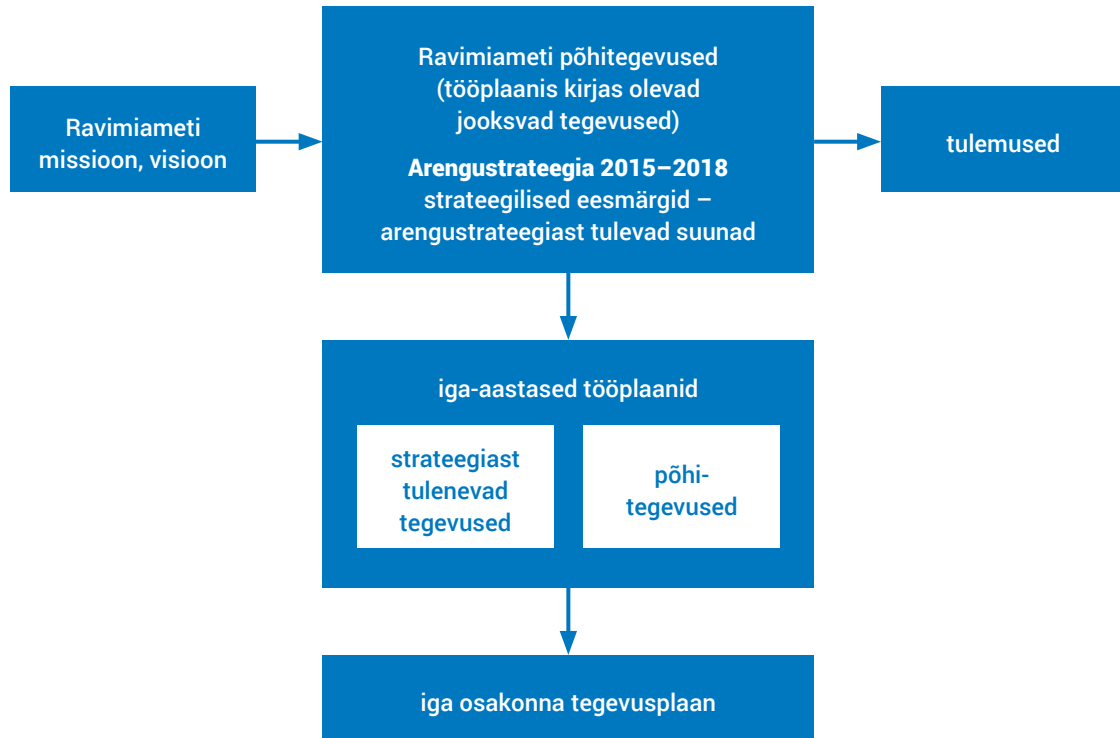 Ravimiameti
missioon, visioon
Ravimiameti põhitegevused
(tööplaanis kirjas olevad
jooksvad tegevused)
Arengustrateegia 2015–2018
strateegilised eesmärgid –
arengustrateegiast tulevad suunad
tulemused
iga-aastased tööplaanid
strateegiast
tulenevad
tegevused
põhi-
tegevused
iga osakonna tegevusplaan